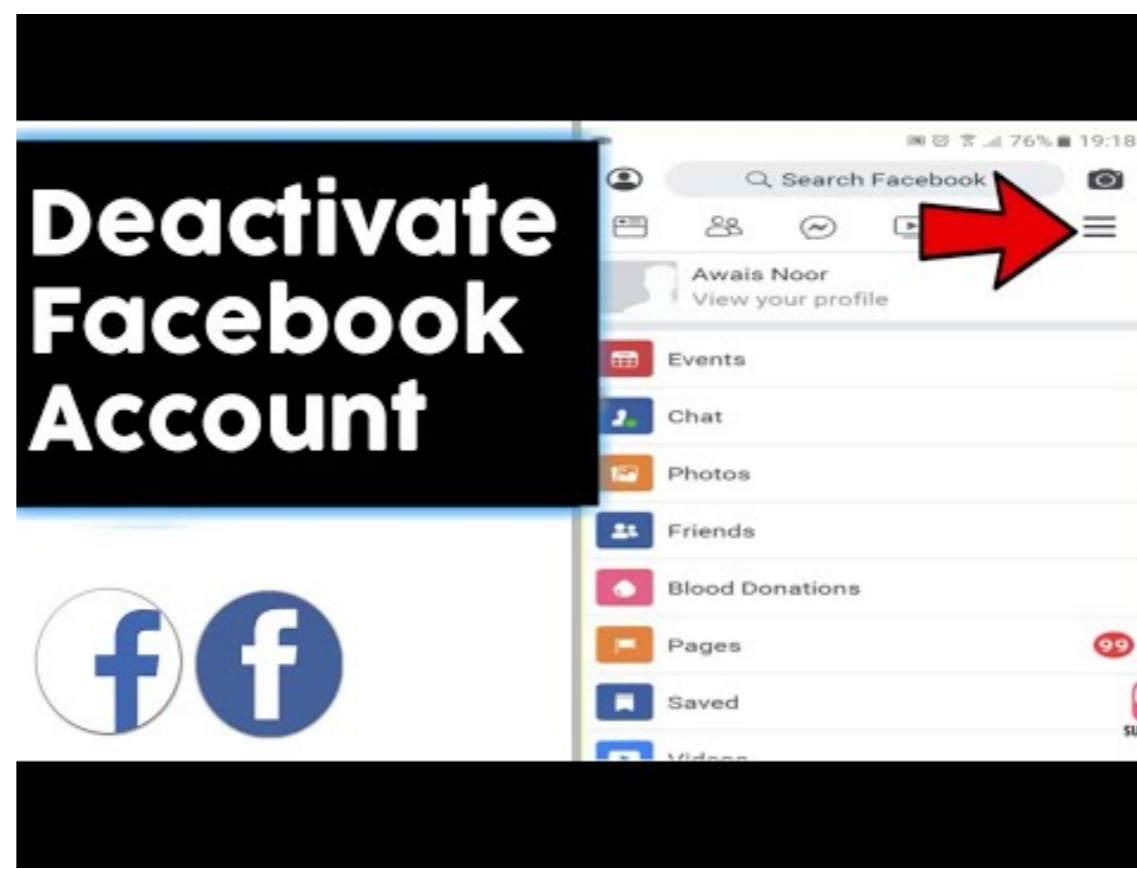 Deactivate
Facebook
Account
76% 19:18
Search Facebook
Awais Noor
View your profile
Events
Chat
Photos
Friends
Blood Donations
Pages
99
Saved
Videos